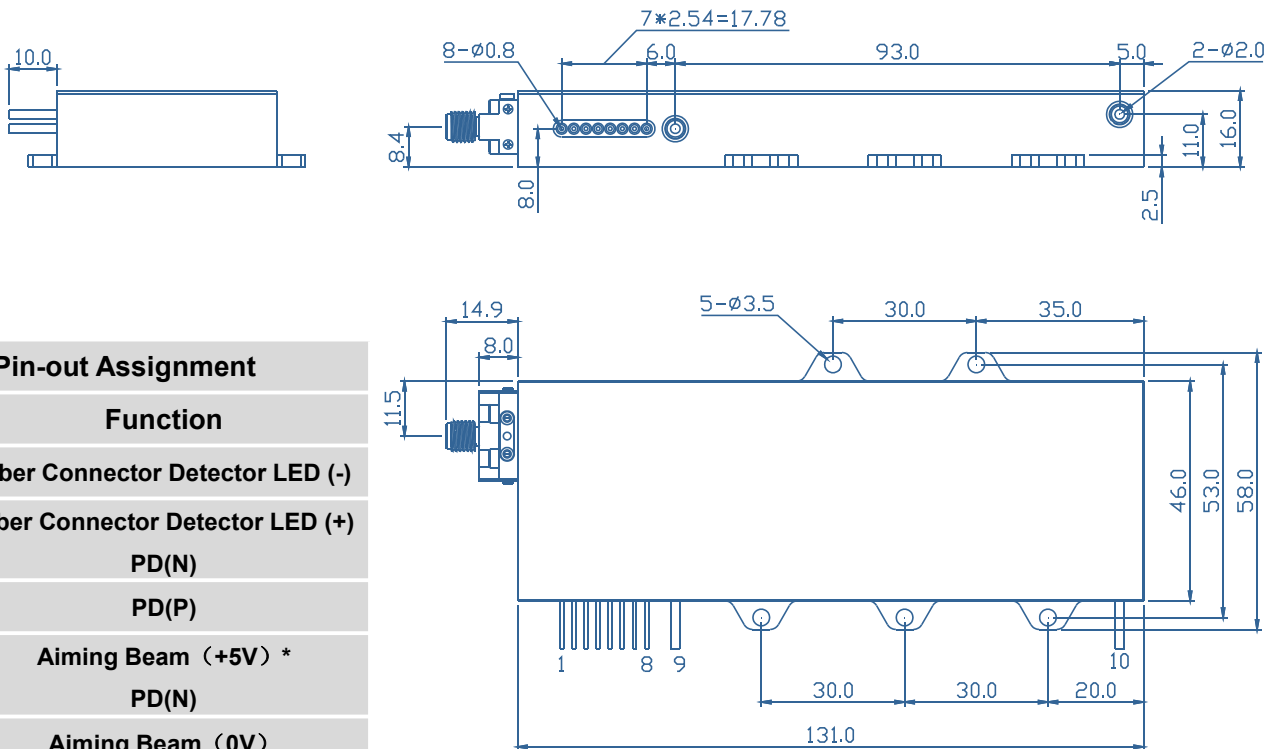 10.0
7*2.54=17.78
8-Ø0.8
6.0
93.0
5.0
2-Ø2.0
8.4
8.0
11.0
16.0
2.5
14.9
8.0
11.5
5-Ø3.5
30.0
35.0
46.0
53.0
58.0
1
8
9
10
30.0
30.0
20.0
131.0
Pin-out Assignment
Function
ber Connector Detector LED (-)
ber Connector Detector LED (+)
PD(N)
PD(P)
Aiming Beam（+5V）*
PD(N)
Aiming Beam（0V）